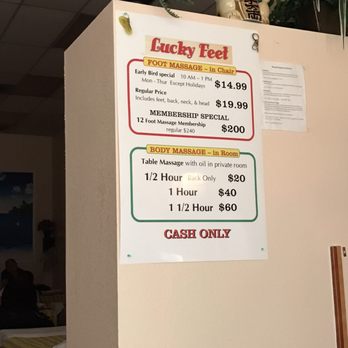 Lucky Feet
FOOT MASSAGE – in Chair
Early Bird special 10 AM – 1 PM
Mon - Thur Except Holidays $14.99
Regular Price
Includes feet, back, neck, & head $19.99
MEMBERSHIP SPECIAL
12 Foot Massage Membership
regular $240 $200
BODY MASSAGE – in Room
Table Massage with oil in private room
1/2 Hour Back Only $20
1 Hour $40
1 1/2 Hour $60
CASH ONLY